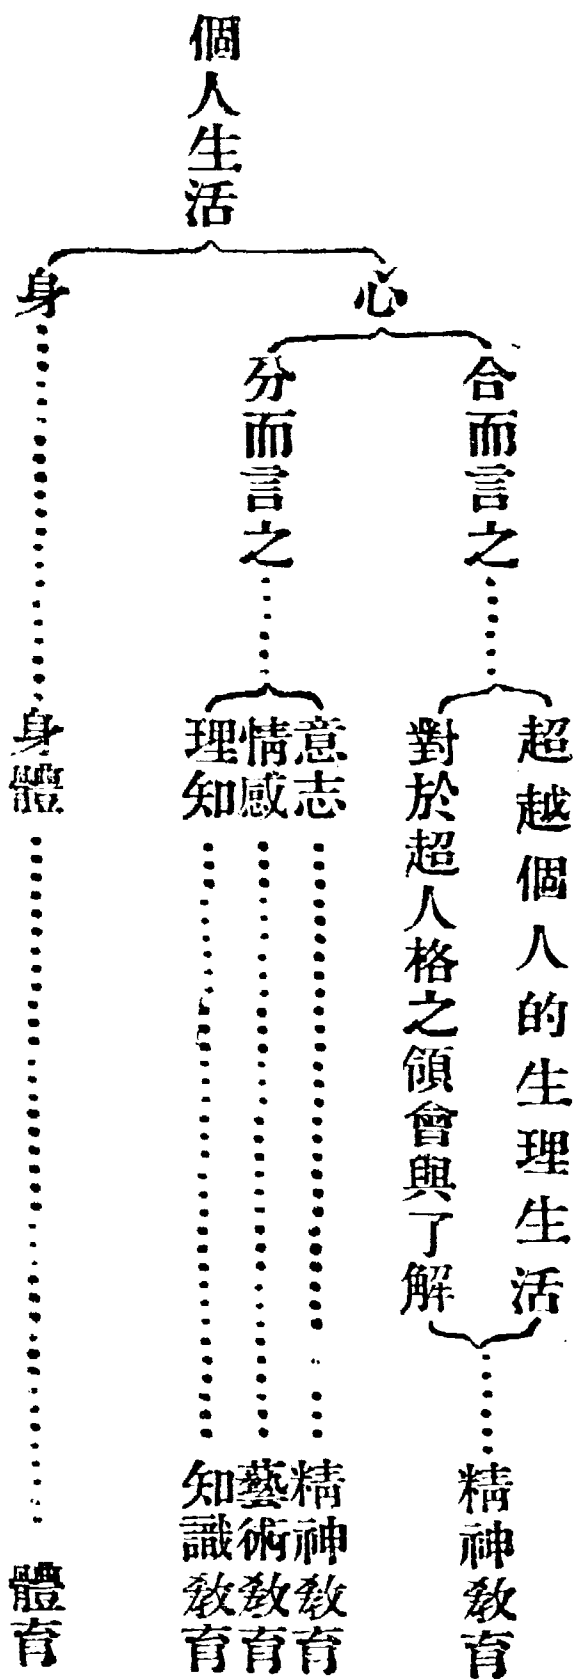 個人生活
心
合而言之
超越個人的生理生活
對於超人格之領會與了解
精神敎育
分而言之
意志
精神敎育
情感
藝術敎育
理知
知識敎育
身
身體
體育